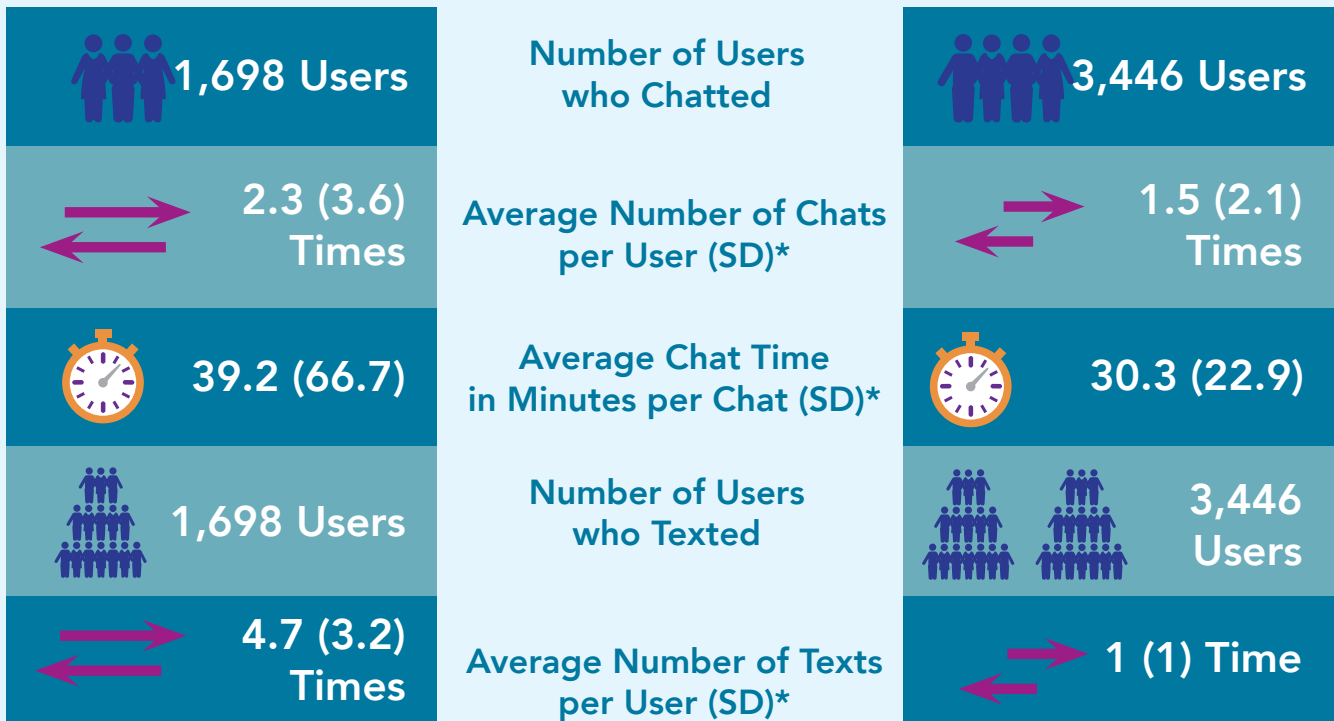 1,698 Users
Number of Users
who Chatted
3,446 Users
2.3 (3.6)
Times
Average Number of Chats
per User (SD)*
1.5 (2.1)
Times
39.2 (66.7)
Average Chat Time
in Minutes per Chat (SD)*
30.3 (22.9)
1,698 Users
Number of Users
who Texted
3,446
Users
4.7 (3.2)
Times
Average Number of Texts
per User (SD)*
1 (1) Time